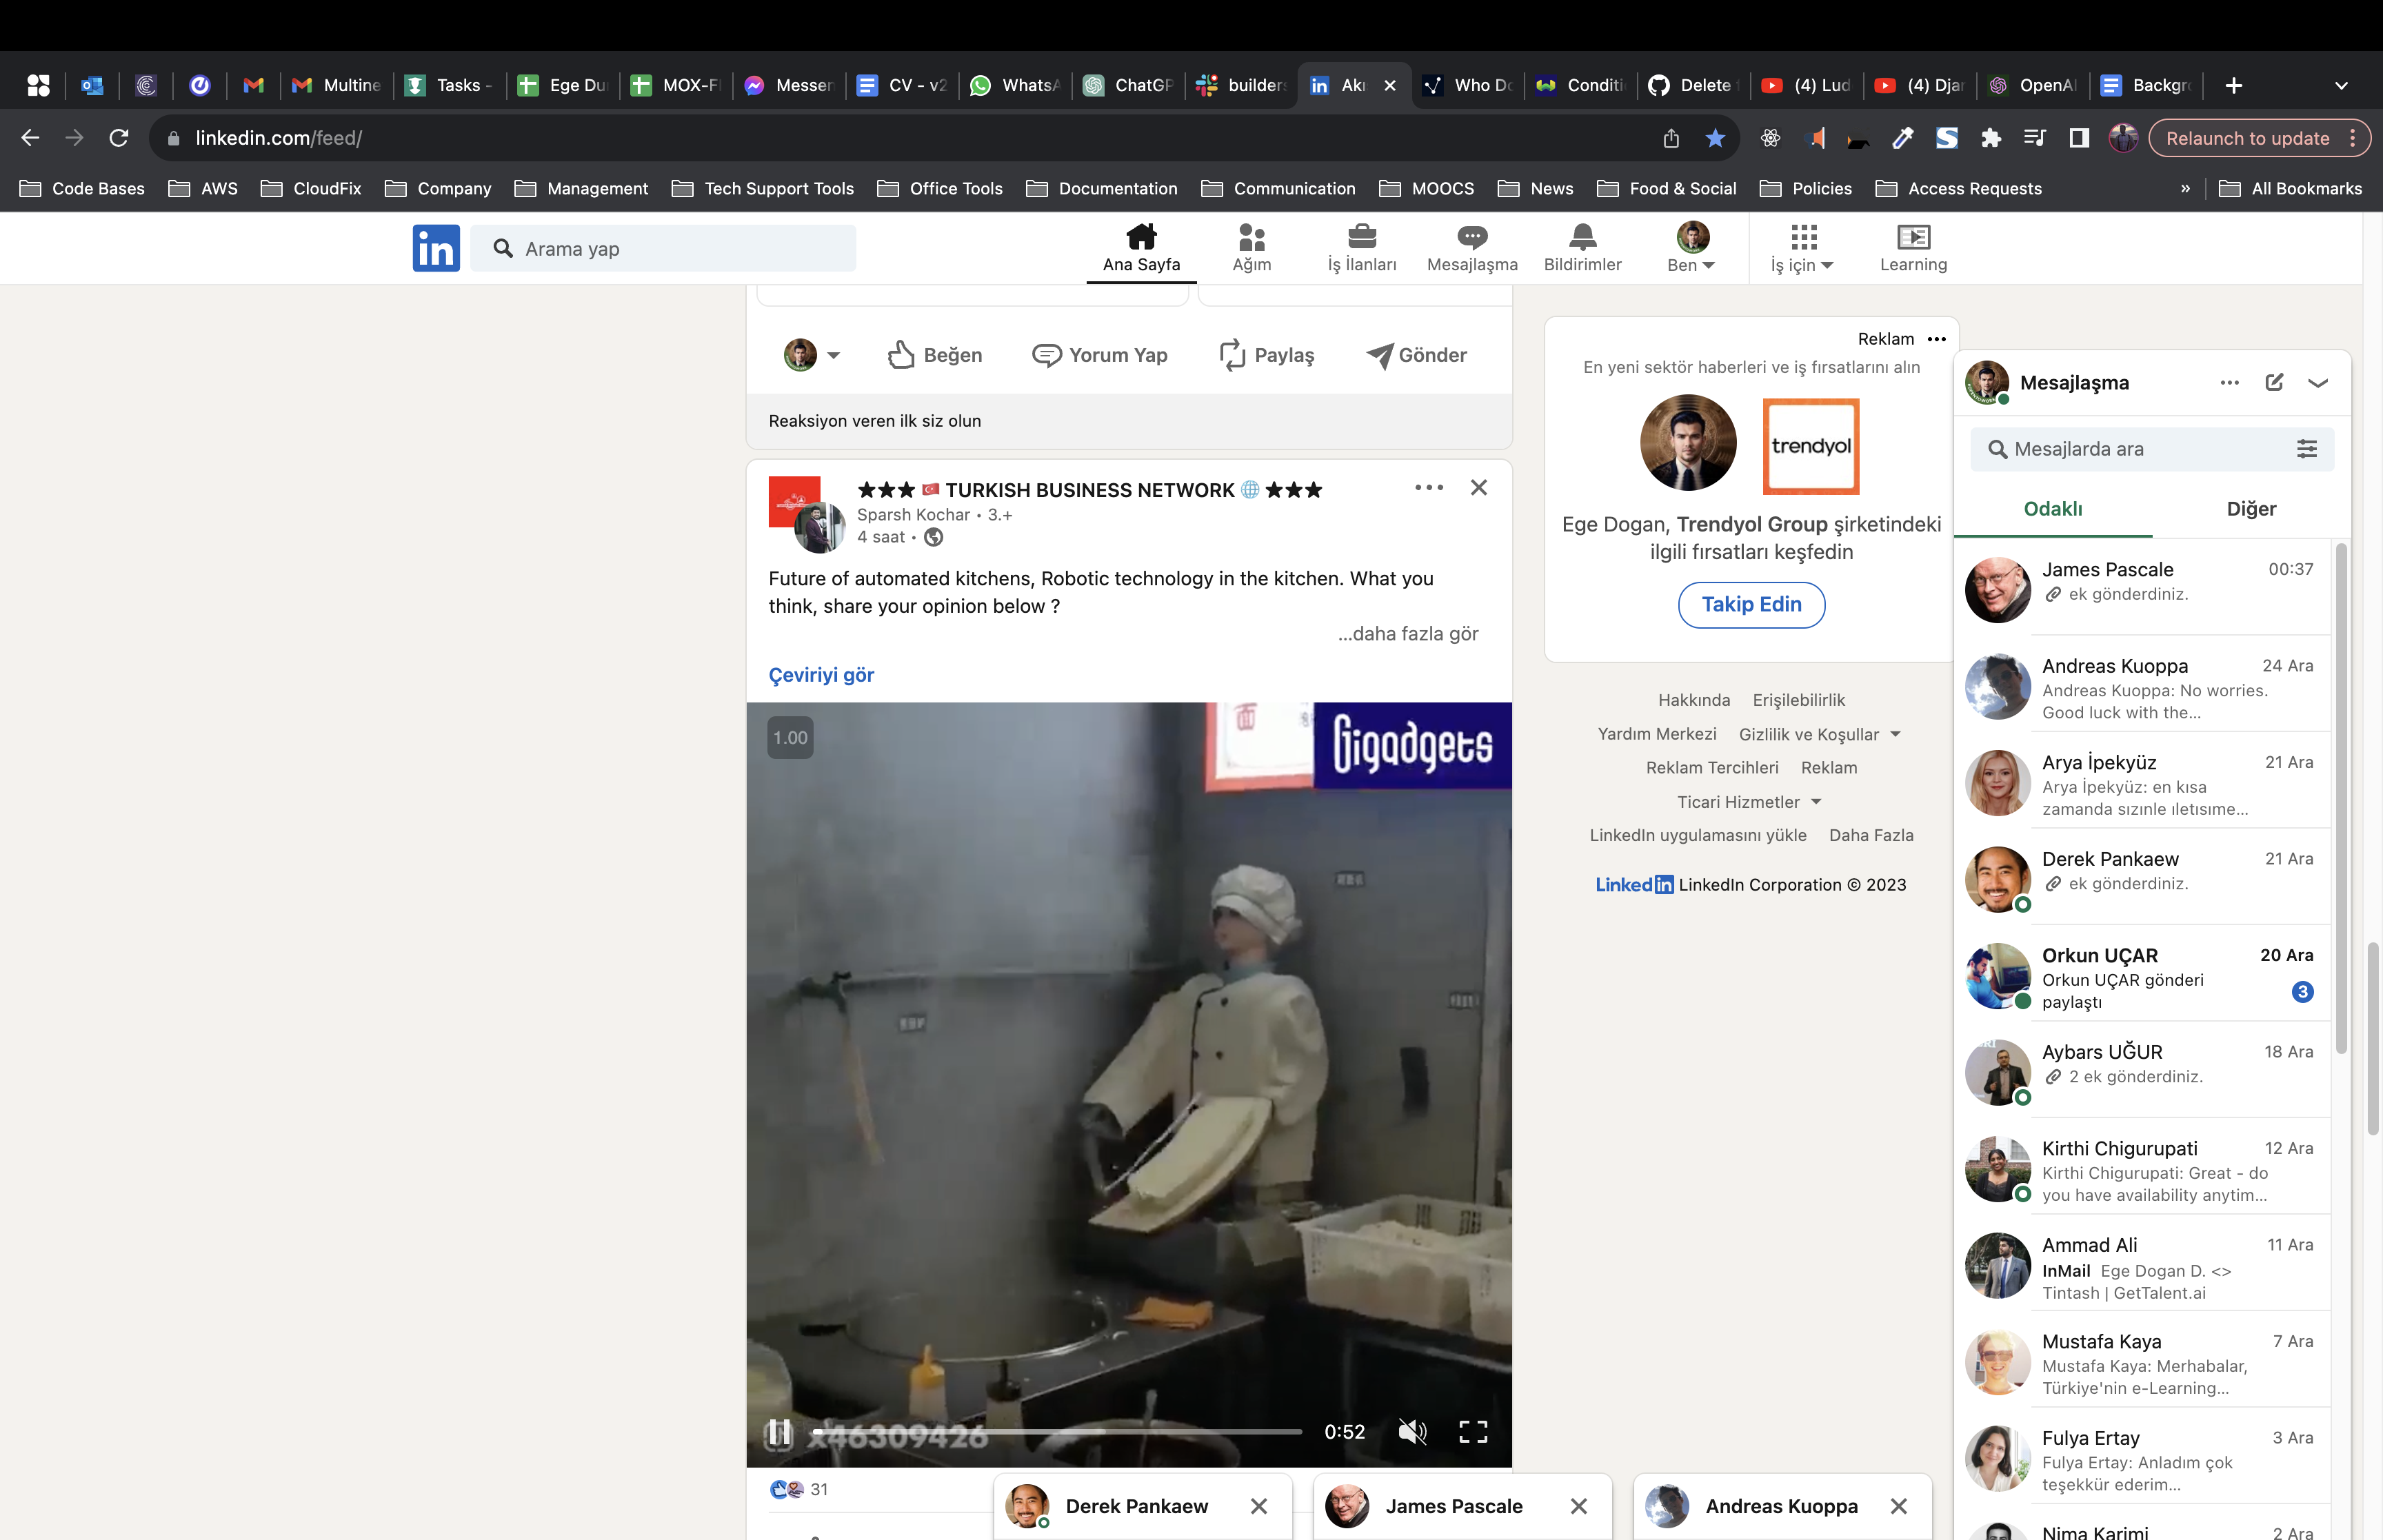 Multine
Tasks -
Ege Du
MOX-F
Messen
CV - v2
WhatsA
ChatGP
builders
Akı
Who Do
Conditi
Delete
(4) Lud
(4) Djar
OpenAI
Backgro
linkedin.com/feed/
Relaunch to update
Code Bases
AWS
CloudFix
Company
Management
Tech Support Tools
Office Tools
Documentation
Communication
MOOCS
News
Food & Social
Policies
Access Requests
»
All Bookmarks
in
Arama yap
Ana Sayfa
Ağım
İş İlanları
Mesajlaşma
Bildirimler
Ben
İş için
Learning
Beğen
Yorum Yap
Paylaş
Gönder
Reaksiyon veren ilk siz olun
★★★ 🇹🇷 TURKISH BUSINESS NETWORK 🌐 ★★★
Sparsh Kochar • 3.+
4 saat •
Future of automated kitchens, Robotic technology in the kitchen. What you
think, share your opinion below ?
...daha fazla gör
Çeviriyi gör
1.00
Gigadgets
x46309426
0:52
31
Reklam
En yeni sektör haberleri ve iş fırsatlarını alın
trendyol
Ege Dogan, Trendyol Group şirketindeki
ilgili fırsatları keşfedin
Takip Edin
Hakkında Erişilebilirlik
Yardım Merkezi Gizlilik ve Koşullar
Reklam Tercihleri Reklam
Ticari Hizmetler
LinkedIn uygulamasını yükle Daha Fazla
LinkedIn LinkedIn Corporation © 2023
Mesajlaşma
Mesajlarda ara
Odaklı
Diğer
James Pascale 00:37
ek gönderdiniz.
Andreas Kuoppa 24 Ara
Andreas Kuoppa: No worries.
Good luck with the...
Arya İpekyüz 21 Ara
Arya İpekyüz: en kısa
zamanda sızınle ıletısıme...
Derek Pankaew 21 Ara
ek gönderdiniz.
Orkun UÇAR 20 Ara
Orkun UÇAR gönderi
paylaştı
3
Aybars UĞUR 18 Ara
2 ek gönderdiniz.
Kirthi Chigurupati 12 Ara
Kirthi Chigurupati: Great - do
you have availability anytim...
Ammad Ali 11 Ara
InMail Ege Dogan D. <>
Tintash | GetTalent.ai
Mustafa Kaya 7 Ara
Mustafa Kaya: Merhabalar,
Türkiye'nin e-Learning...
Fulya Ertay 3 Ara
Fulya Ertay: Anladım çok
teşekkür ederim...
Nima Karimi 2 Ara
Derek Pankaew
James Pascale
Andreas Kuoppa